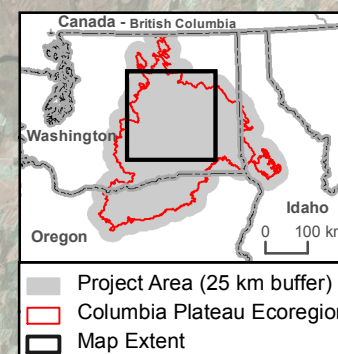 Canada - British Columbia
Washington
Idaho
Oregon
0 100 km
Project Area (25 km buffer)
Columbia Plateau Ecoregion
Map Extent